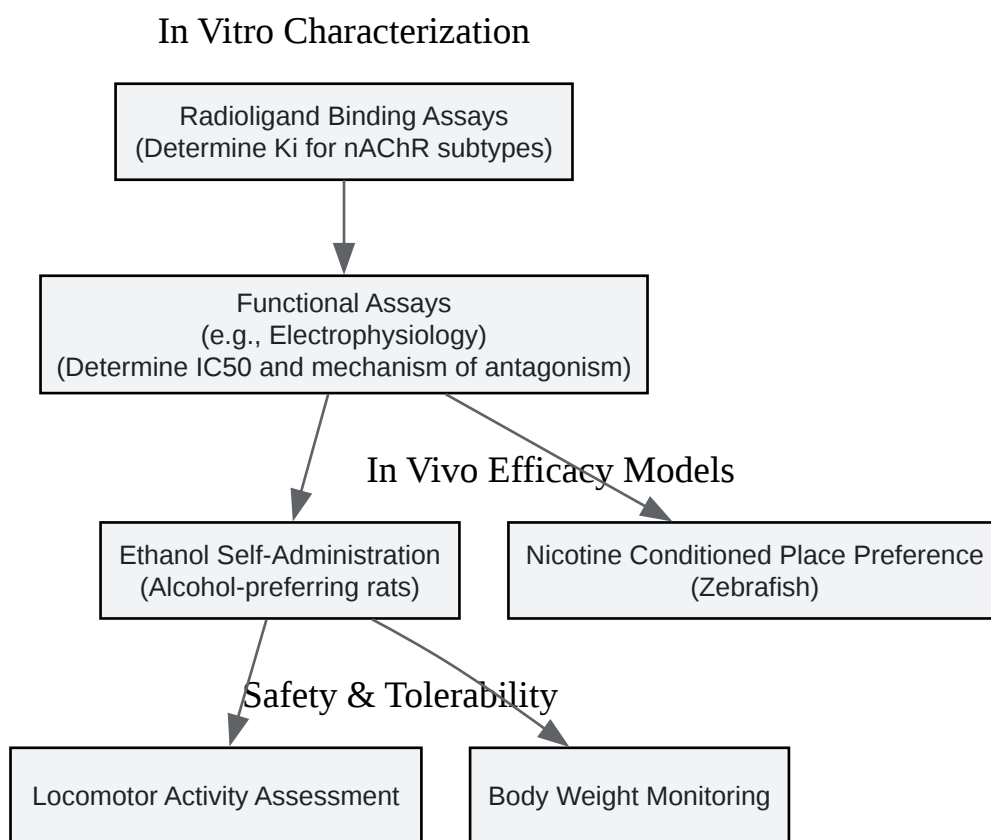 In Vitro Characterization
Radioligand Binding Assays
(Determine Ki for nAChR subtypes)
Functional Assays
(e.g., Electrophysiology)
(Determine IC50 and mechanism of antagonism)
In Vivo Efficacy Models
Ethanol Self-Administration
(Alcohol-preferring rats)
Nicotine Conditioned Place Preference
(Zebrafish)
Safety & Tolerability
Locomotor Activity Assessment
Body Weight Monitoring